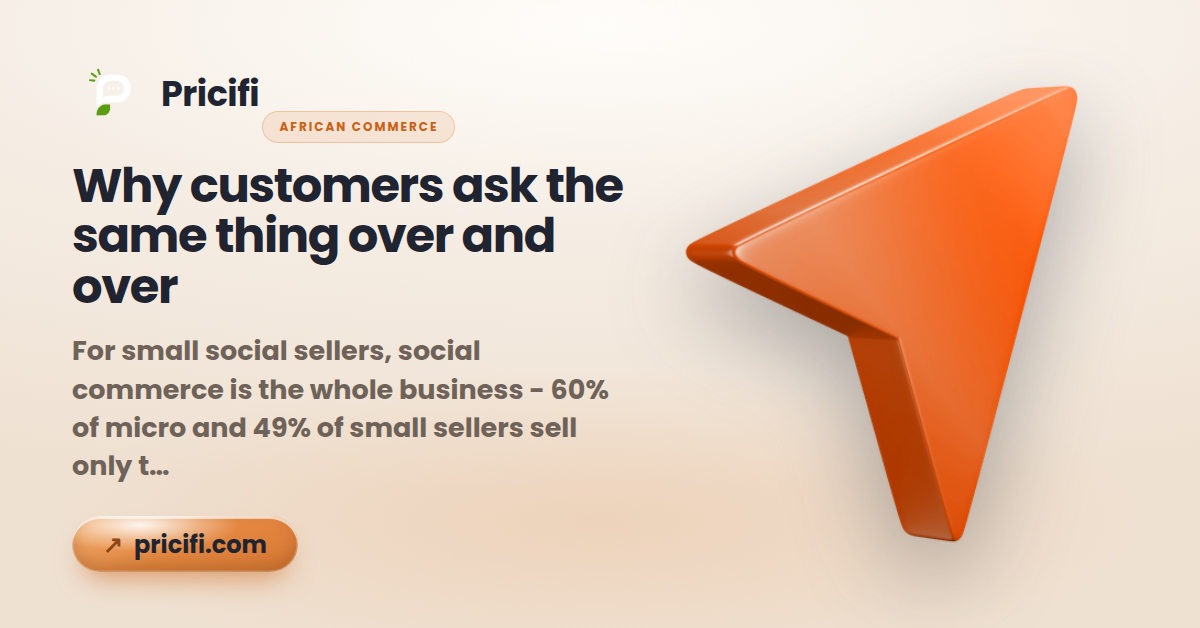 Pricifi
AFRICAN COMMERCE
Why customers ask the
same thing over and
over
For small social sellers, social
commerce is the whole business - 60%
of micro and 49% of small sellers sell
only t...
↗ pricifi.com